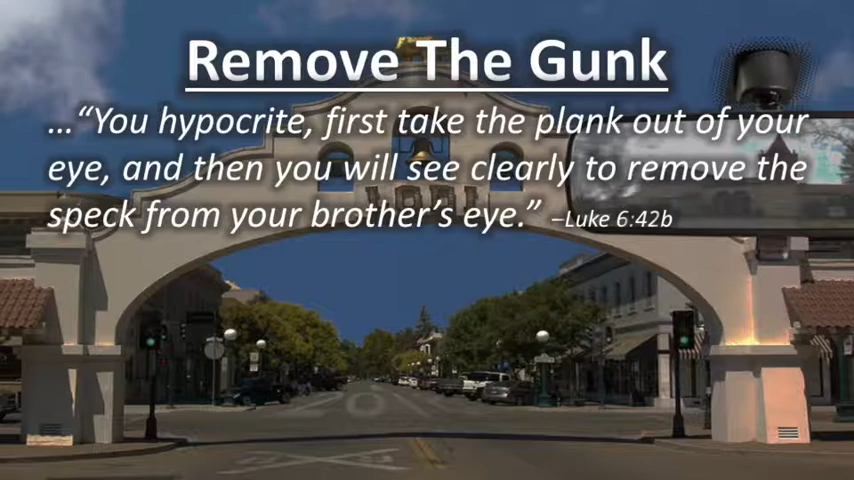 Remove The Gunk
…“You hypocrite, first take the plank out of your
eye, and then you will see clearly to remove the
speck from your brother’s eye.” –Luke 6:42b
LODI